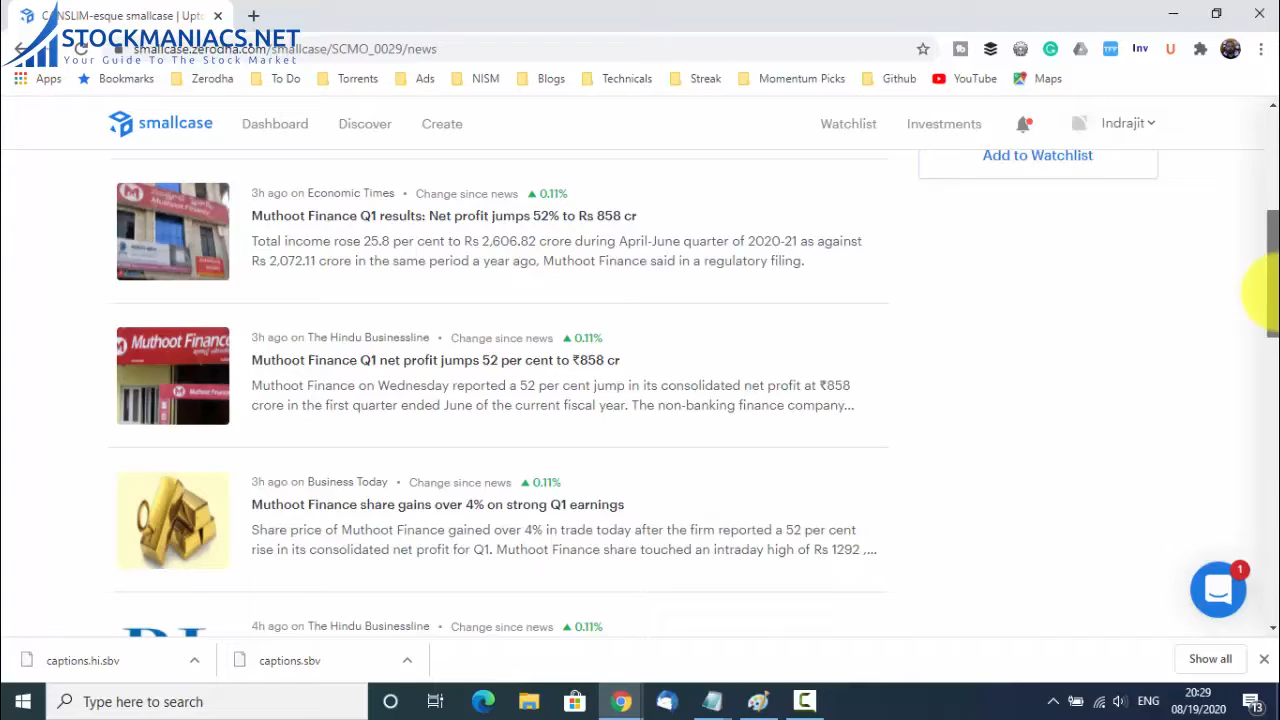 CANSLIM-esque smallcase | Upto
STOCKMANIACS.NET
Your Guide To The Stock Market
smallcase.zerodha.com/smallcase/SCMO_0029/news
TFY
Inv
U
Apps Bookmarks Zerodha To Do Torrents Ads NISM Blogs Technicals Streak Momentum Picks Github YouTube Maps
smallcase Dashboard Discover Create Watchlist Investments Indrajit
Add to Watchlist
3h ago on Economic Times • Change since news ▲ 0.11%
Muthoot Finance Q1 results: Net profit jumps 52% to Rs 858 cr
Total income rose 25.8 per cent to Rs 2,606.82 crore during April-June quarter of 2020-21 as against
Rs 2,072.11 crore in the same period a year ago, Muthoot Finance said in a regulatory filing.
Muthoot Finance
3h ago on The Hindu Businessline • Change since news ▲ 0.11%
Muthoot Finance Q1 net profit jumps 52 per cent to ₹858 cr
Muthoot Finance on Wednesday reported a 52 per cent jump in its consolidated net profit at ₹858
crore in the first quarter ended June of the current fiscal year. The non-banking finance company...
3h ago on Business Today • Change since news ▲ 0.11%
Muthoot Finance share gains over 4% on strong Q1 earnings
Share price of Muthoot Finance gained over 4% in trade today after the firm reported a 52 per cent
rise in its consolidated net profit for Q1. Muthoot Finance share touched an intraday high of Rs 1292 ,...
1
4h ago on The Hindu Businessline • Change since news ▲ 0.11%
captions.hi.sbv
captions.sbv
Show all
Type here to search
ENG
20:29
08/19/2020
13